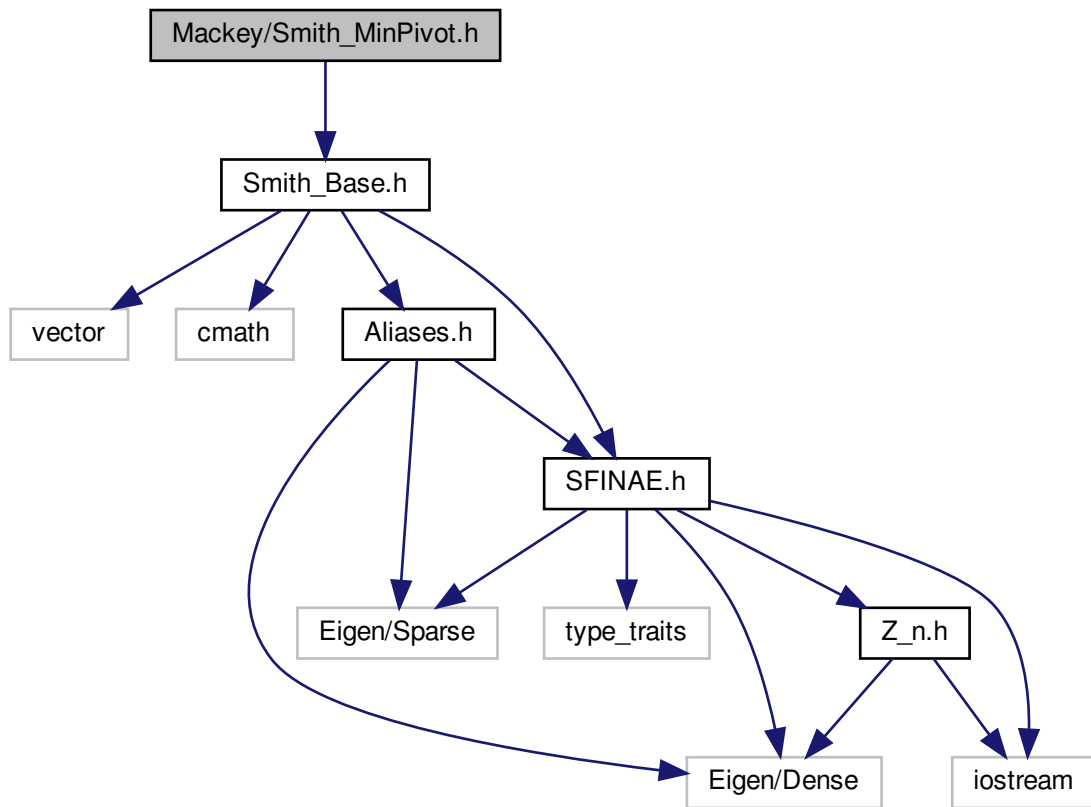 Mackey/Smith_MinPivot.h
Smith_Base.h
vector
cmath
Aliases.h
SFINAE.h
Eigen/Sparse
type_traits
Z_n.h
Eigen/Dense
iostream